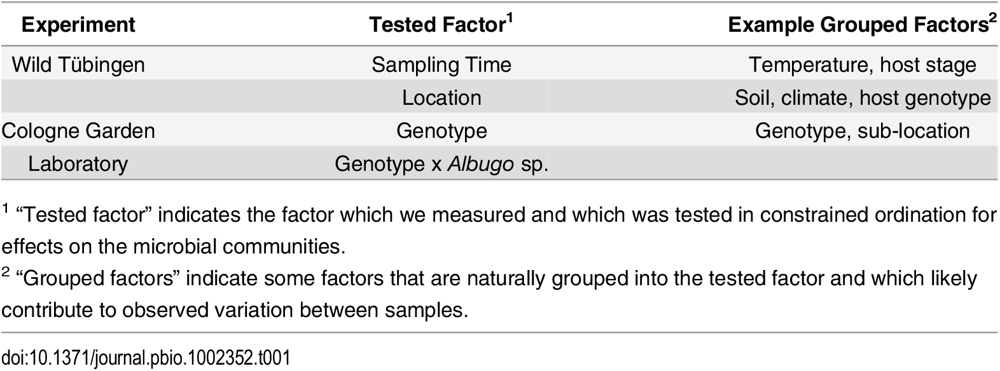 Experiment Tested Factor1 Example Grouped Factors2
Wild Tübingen Sampling Time Temperature, host stage
Location Soil, climate, host genotype
Cologne Garden Genotype Genotype, sub-location
Laboratory Genotype x Albugo sp.
1 “Tested factor” indicates the factor which we measured and which was tested in constrained ordination for
effects on the microbial communities.
2 “Grouped factors” indicate some factors that are naturally grouped into the tested factor and which likely
contribute to observed variation between samples.
doi:10.1371/journal.pbio.1002352.t001